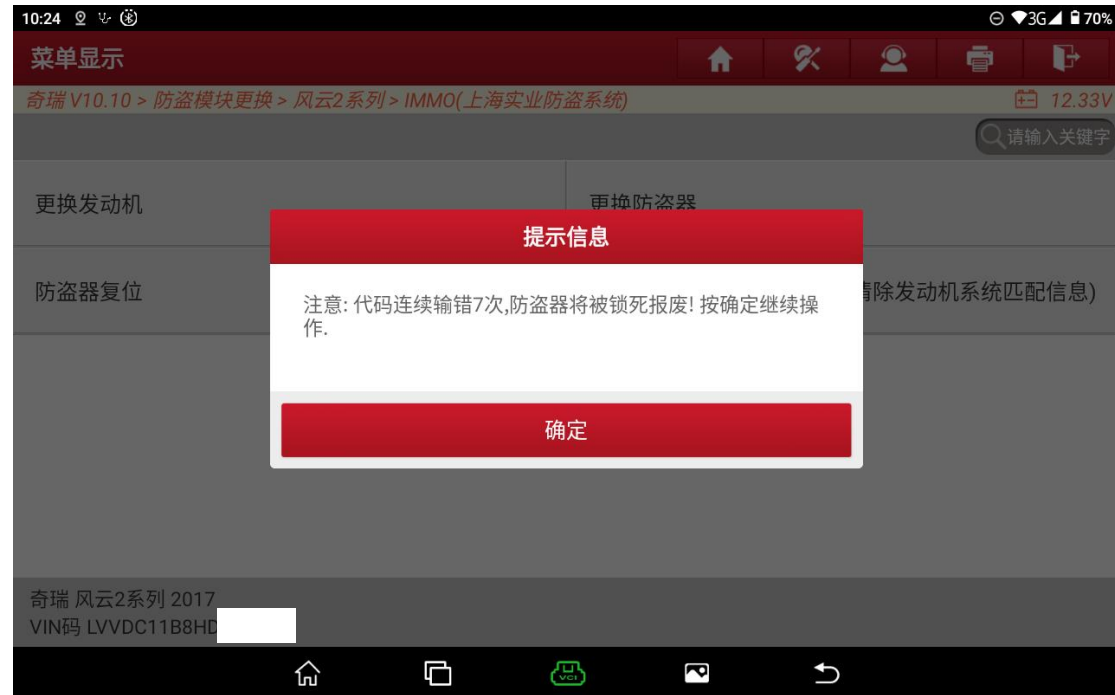 10:24
3G 70%
菜单显示
奇瑞 V10.10 > 防盗模块更换 > 风云2系列 > IMMO(上海实业防盗系统)
12.33V
请输入关键字
更换发动机
更换防盗器
提示信息
防盗器复位
清除发动机系统匹配信息)
注意: 代码连续输错7次,防盗器将被锁死报废! 按确定继续操
作.
确定
奇瑞 风云2系列 2017
VIN码 LVVDC11B8HD
VCI